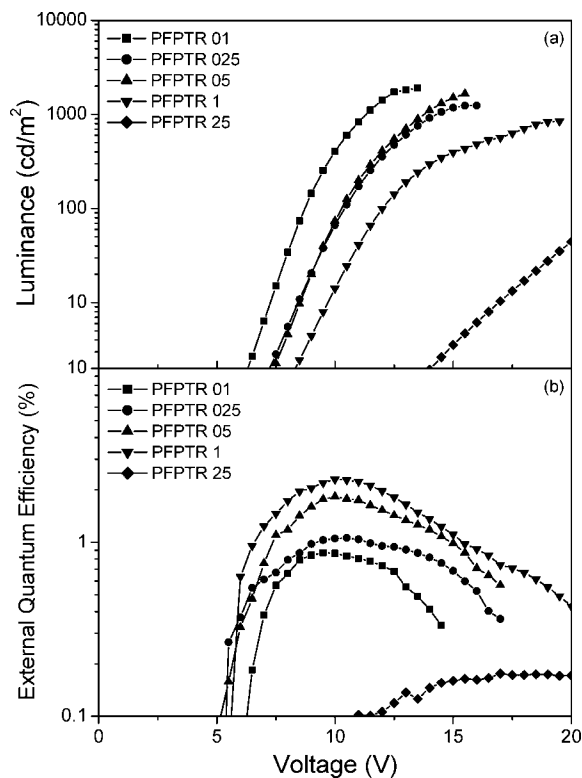 10000
1000
100
10
Luminance (cd/m²)
(a)
PFPTR 01
PFPTR 025
PFPTR 05
PFPTR 1
PFPTR 25
10
1
0.1
External Quantum Efficiency (%)
(b)
PFPTR 01
PFPTR 025
PFPTR 05
PFPTR 1
PFPTR 25
0 5 10 15 20
Voltage (V)